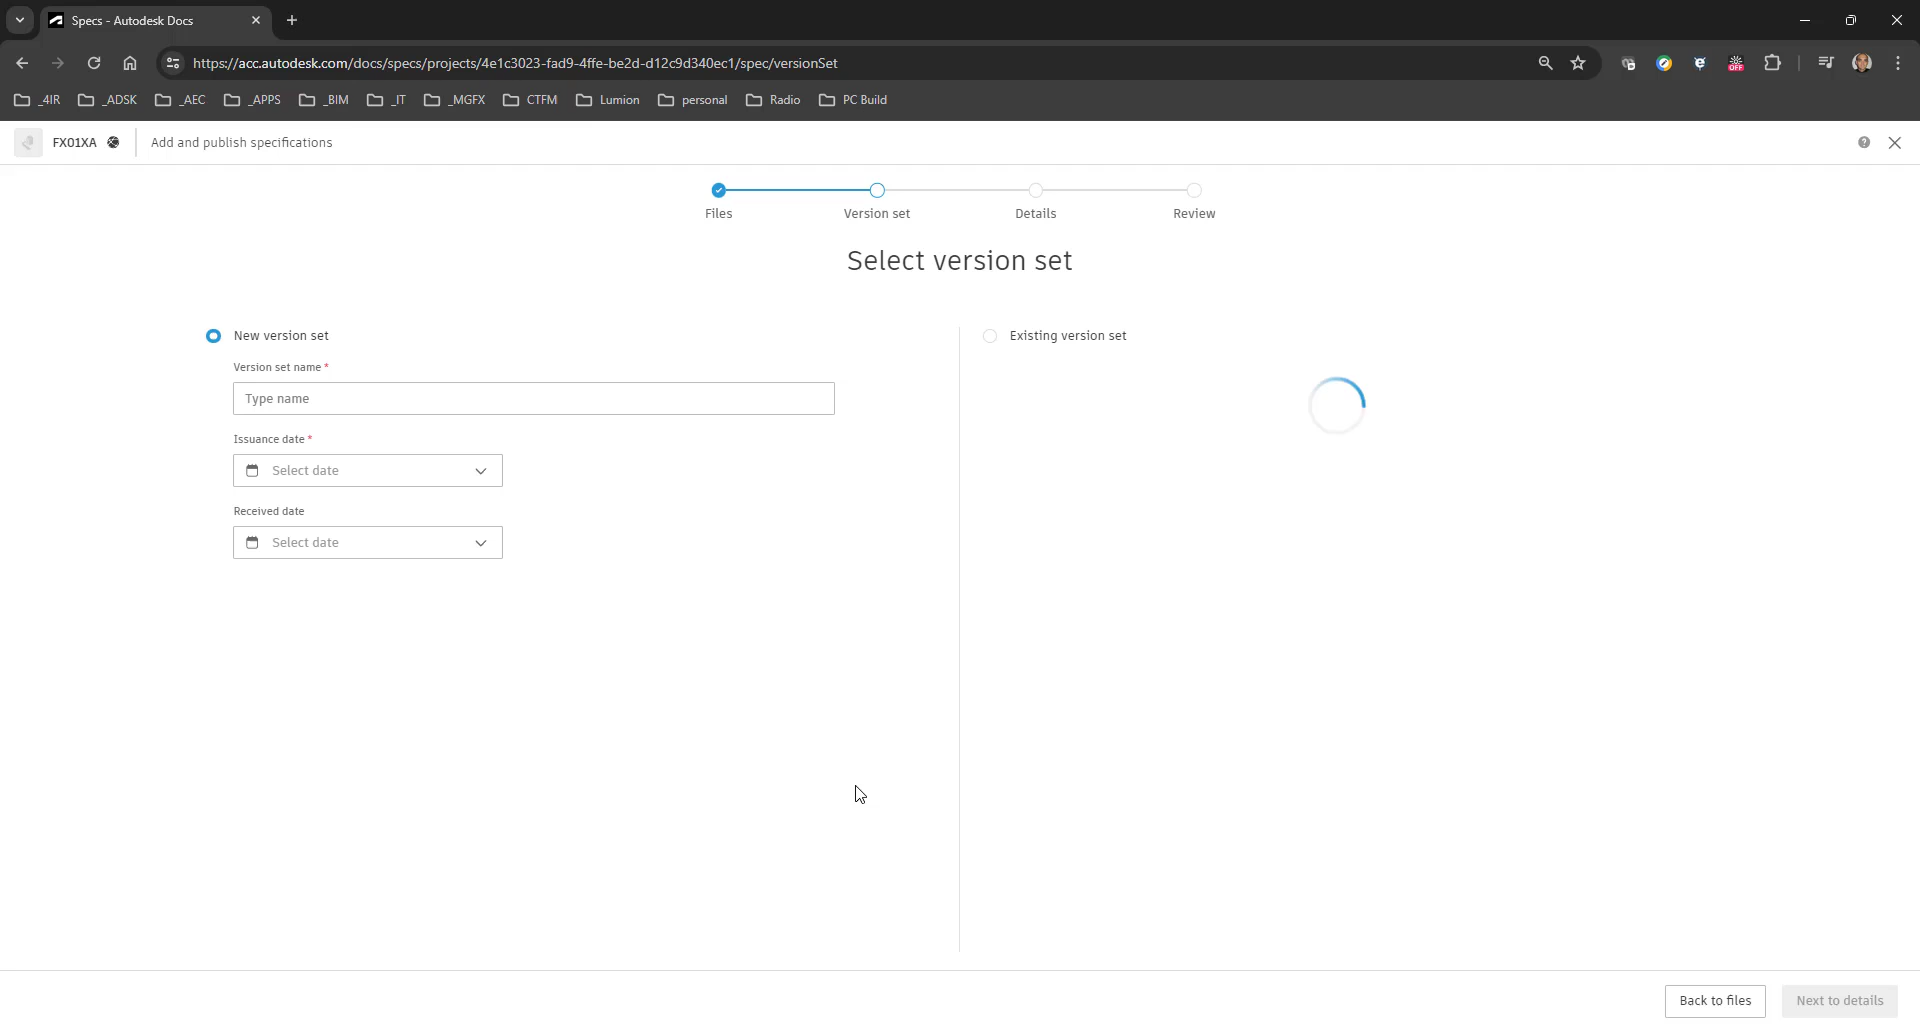 Specs - Autodesk Docs
https://acc.autodesk.com/docs/specs/projects/4e1c3023-fad9-4ffe-be2d-d12c9d340ec1/spec/versionSet
OFF
_4IR _ADSK _AEC _APPS _BIM _IT _MGFX CTFM Lumion personal Radio PC Build
FX01XA Add and publish specifications
Files Version set Details Review
Select version set
New version set Existing version set
Version set name *
Type name
Issuance date *
Select date
Received date
Select date
Back to files Next to details